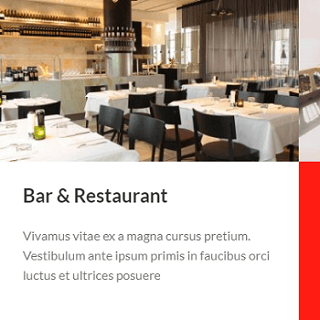 Bar & Restaurant
Vivamus vitae ex a magna cursus pretium.
Vestibulum ante ipsum primis in faucibus orci
luctus et ultrices posuere